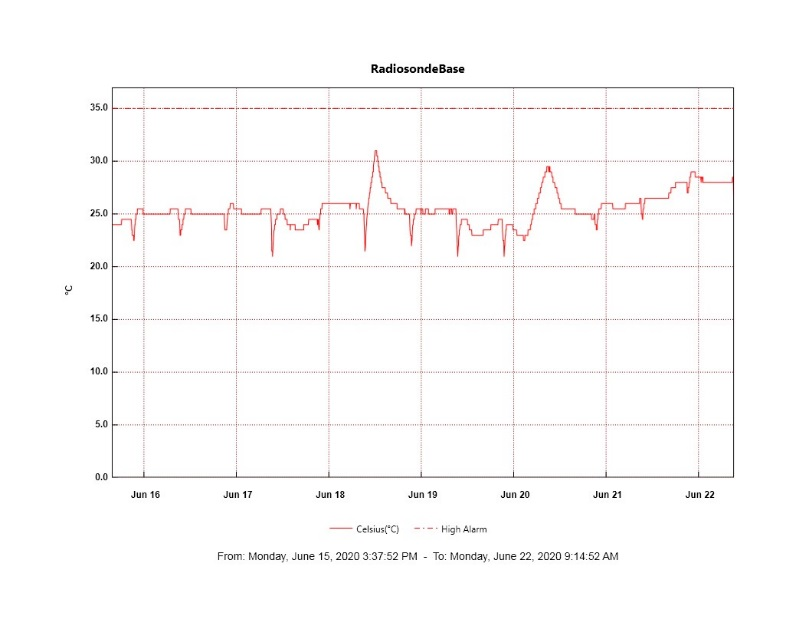 RadiosondeBase
35.0
30.0
25.0
20.0
°C
15.0
10.0
5.0
0.0
Jun 16 Jun 17 Jun 18 Jun 19 Jun 20 Jun 21 Jun 22
Celsius(°C) High Alarm
From: Monday, June 15, 2020 3:37:52 PM - To: Monday, June 22, 2020 9:14:52 AM